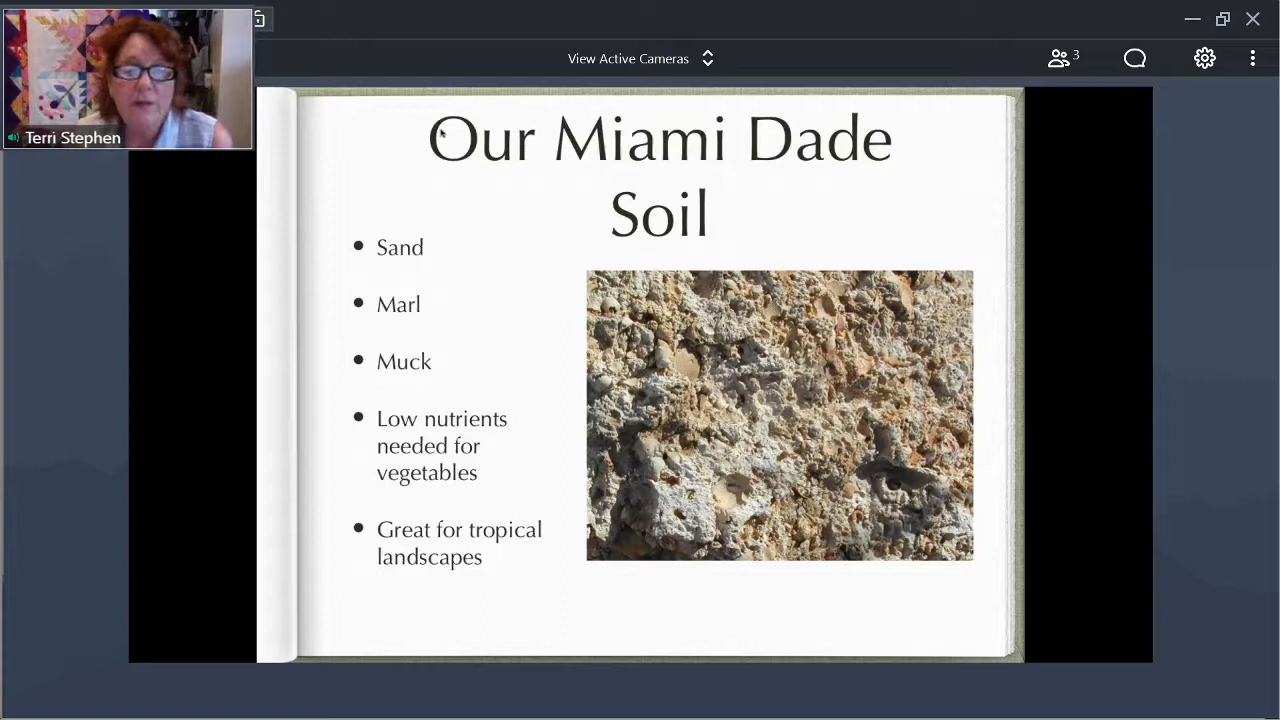 Terri Stephen
View Active Cameras
3
Our Miami Dade
Soil
Sand
Marl
Muck
Low nutrients
needed for
vegetables
Great for tropical
landscapes